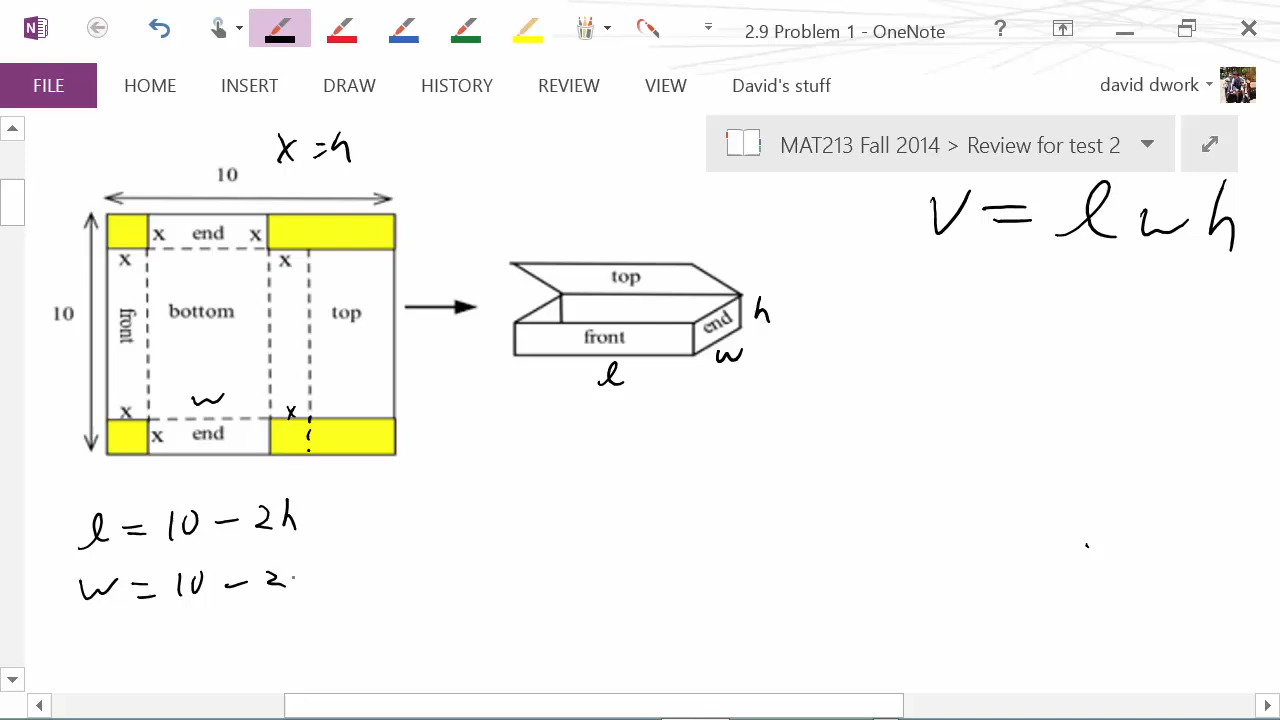 2.9 Problem 1 - OneNote
?
FILE HOME INSERT DRAW HISTORY REVIEW VIEW David's stuff
david dwork
MAT213 Fall 2014 > Review for test 2
x = h
V = l w h
10
10
x end x
x x
front bottom top
w
x x
x end
top
front end
h
l w
l = 10 - 2h
w = 10 - 2